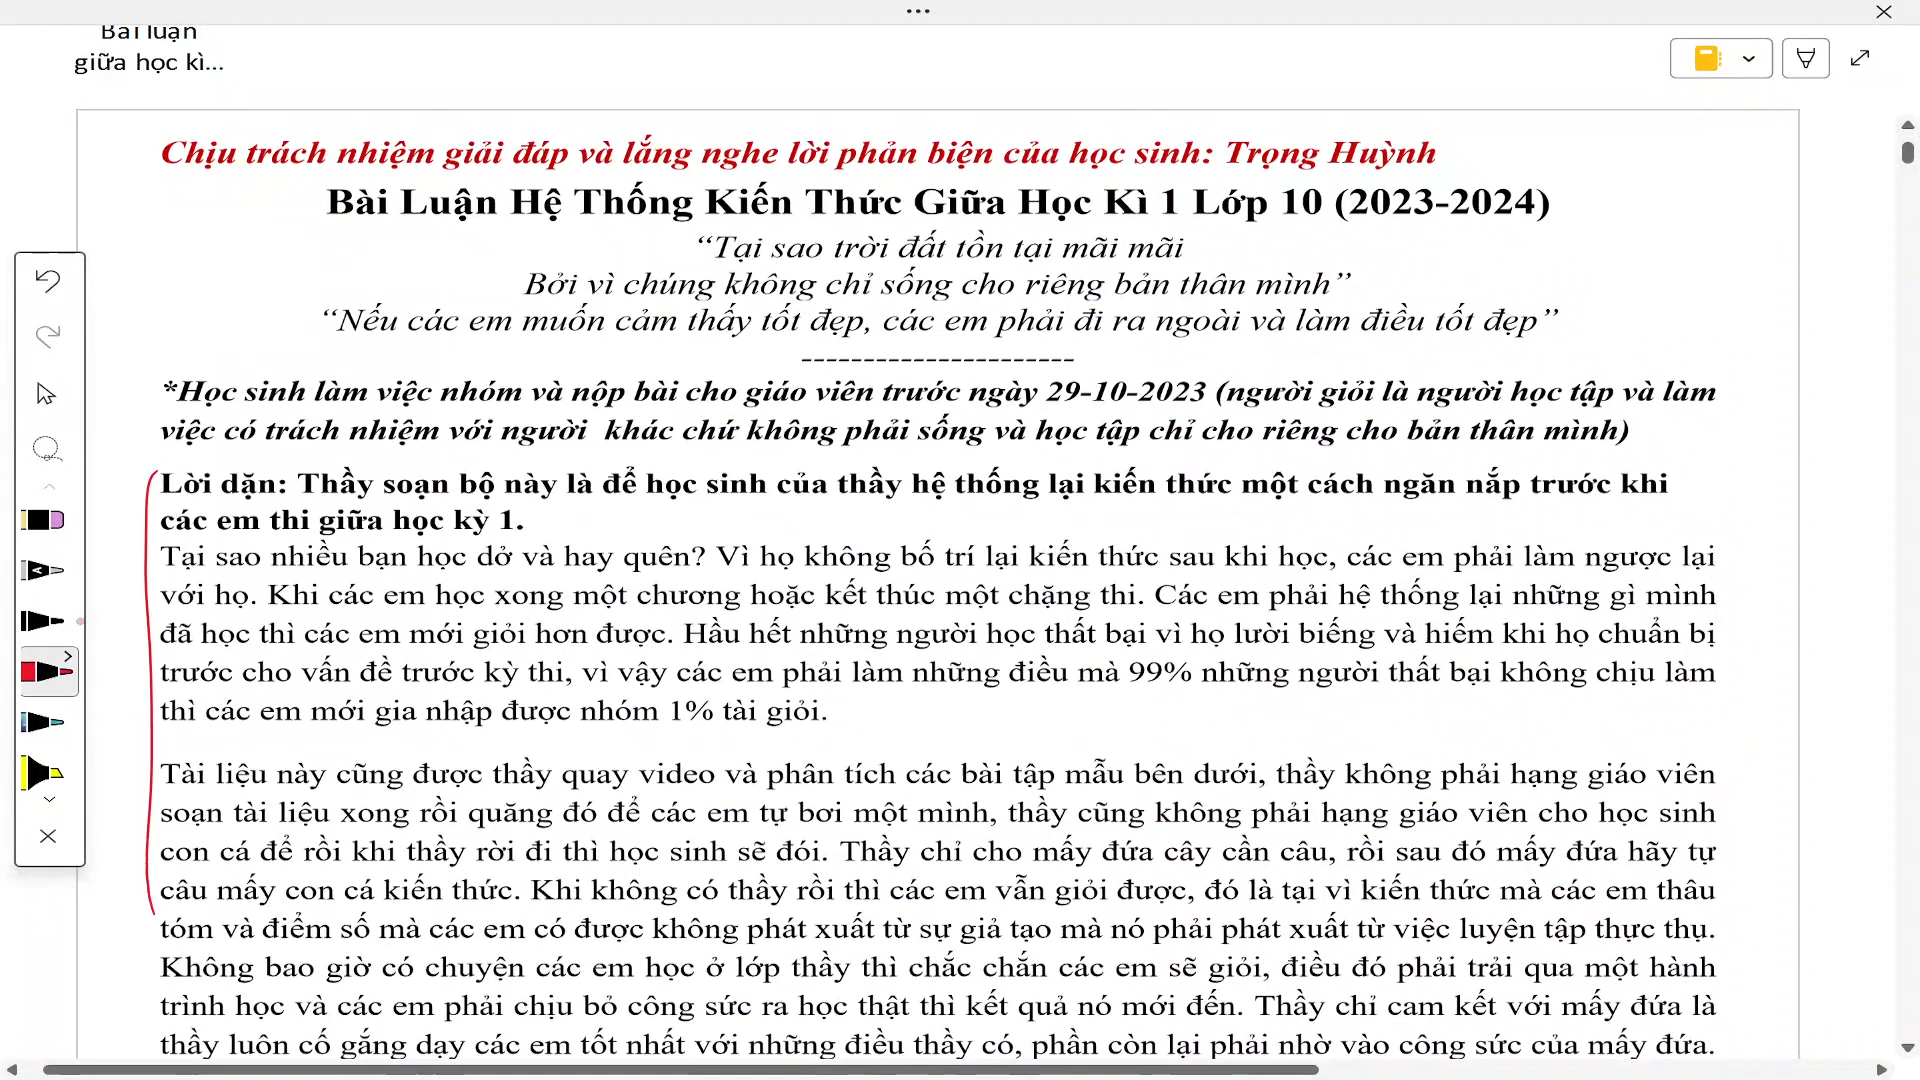 Bài luận
giữa học kì...
Chịu trách nhiệm giải đáp và lắng nghe lời phản biện của học sinh: Trọng Huỳnh
Bài Luận Hệ Thống Kiến Thức Giữa Học Kì 1 Lớp 10 (2023-2024)
“Tại sao trời đất tồn tại mãi mãi
Bởi vì chúng không chỉ sống cho riêng bản thân mình”
“Nếu các em muốn cảm thấy tốt đẹp, các em phải đi ra ngoài và làm điều tốt đẹp”
----------------------
*Học sinh làm việc nhóm và nộp bài cho giáo viên trước ngày 29-10-2023 (người giỏi là người học tập và làm
việc có trách nhiệm với người khác chứ không phải sống và học tập chỉ cho riêng cho bản thân mình)
Lời dặn: Thầy soạn bộ này là để học sinh của thầy hệ thống lại kiến thức một cách ngăn nắp trước khi
các em thi giữa học kỳ 1.
Tại sao nhiều bạn học dở và hay quên? Vì họ không bố trí lại kiến thức sau khi học, các em phải làm ngược lại
với họ. Khi các em học xong một chương hoặc kết thúc một chặng thi. Các em phải hệ thống lại những gì mình
đã học thì các em mới giỏi hơn được. Hầu hết những người học thất bại vì họ lười biếng và hiếm khi họ chuẩn bị
trước cho vấn đề trước kỳ thi, vì vậy các em phải làm những điều mà 99% những người thất bại không chịu làm
thì các em mới gia nhập được nhóm 1% tài giỏi.
Tài liệu này cũng được thầy quay video và phân tích các bài tập mẫu bên dưới, thầy không phải hạng giáo viên
soạn tài liệu xong rồi quăng đó để các em tự bơi một mình, thầy cũng không phải hạng giáo viên cho học sinh
con cá để rồi khi thầy rời đi thì học sinh sẽ đói. Thầy chỉ cho mấy đứa cây cần câu, rồi sau đó mấy đứa hãy tự
câu mấy con cá kiến thức. Khi không có thầy rồi thì các em vẫn giỏi được, đó là tại vì kiến thức mà các em thâu
tóm và điểm số mà các em có được không phát xuất từ sự giả tạo mà nó phải phát xuất từ việc luyện tập thực thụ.
Không bao giờ có chuyện các em học ở lớp thầy thì chắc chắn các em sẽ giỏi, điều đó phải trải qua một hành
trình học và các em phải chịu bỏ công sức ra học thật thì kết quả nó mới đến. Thầy chỉ cam kết với mấy đứa là
thầy luôn cố gắng dạy các em tốt nhất với những điều thầy có, phần còn lại phải nhờ vào công sức của mấy đứa.